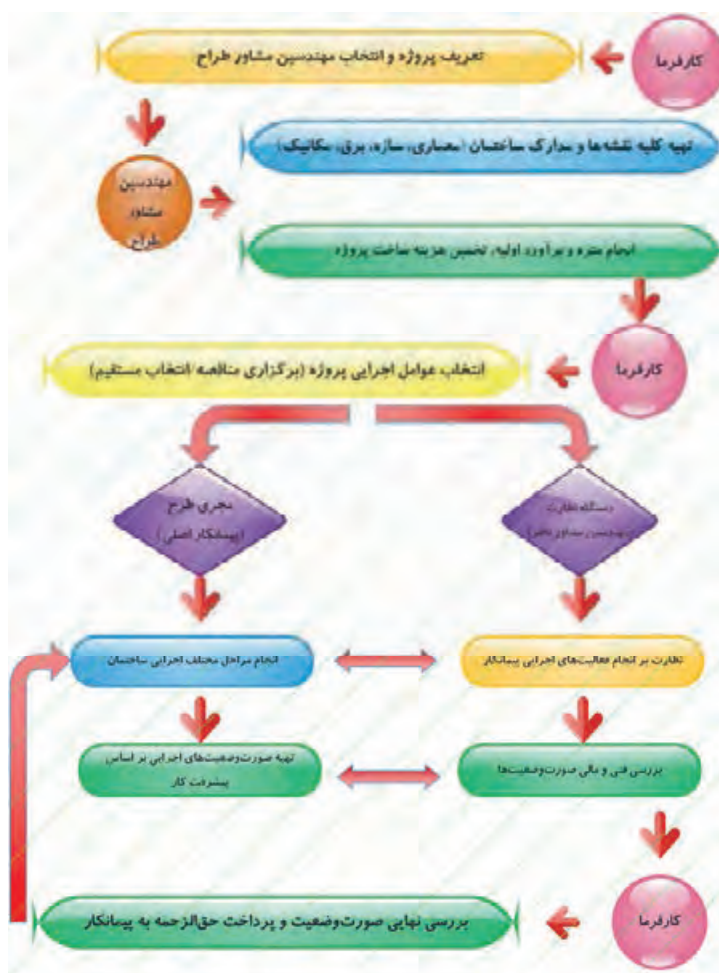 کارفرما
تعریف پروژه و انتخاب مهندسین مشاور طراح
مهندسین
مشاور
طراح
تهیه کلیه نقشه‌ها و مدارک ساختمان (معماری، سازه، برق، مکانیک)
انجام متره و برآورد اولیه، تخمین هزینه ساخت پروژه
کارفرما
انتخاب عوامل اجرایی پروژه (برگزاری مناقصه/انتخاب مستقیم)
دستگاه نظارت
(مهندسین مشاور ناظر)
مجری طرح
(پیمانکار اصلی)
نظارت بر انجام فعالیت‌های اجرایی پیمانکار
انجام مراحل مختلف اجرایی ساختمان
بررسی فنی و مالی صورت‌وضعیت‌ها
تهیه صورت‌وضعیت‌های اجرایی بر اساس
پیشرفت کار
کارفرما
بررسی نهایی صورت‌وضعیت و پرداخت حق‌الزحمه به پیمانکار